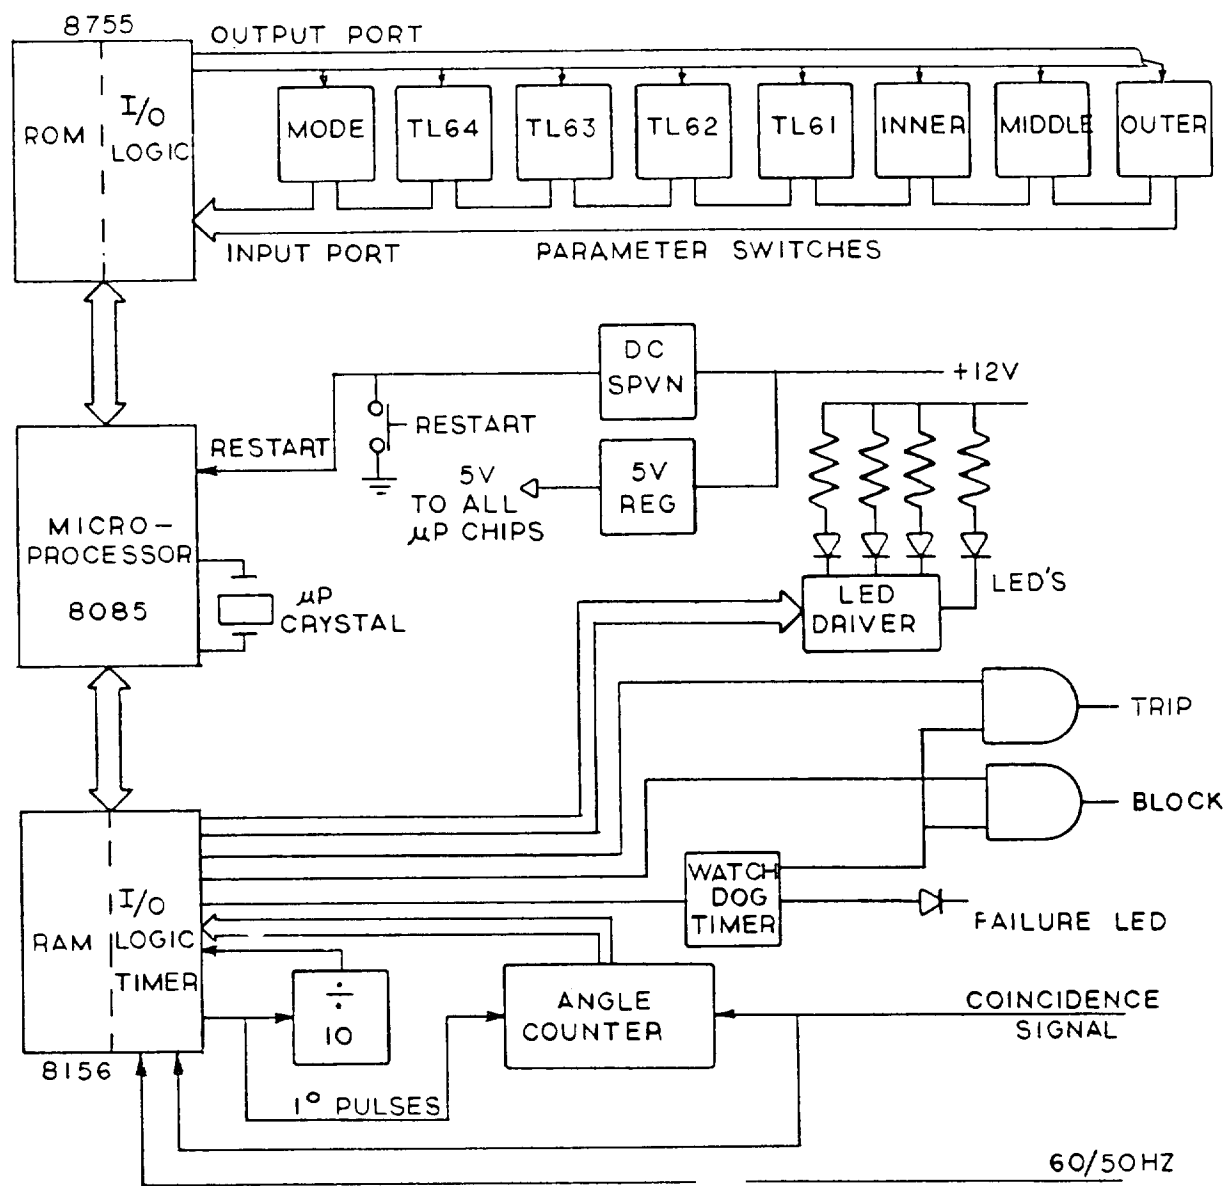 8755
OUTPUT PORT
ROM
I/O
LOGIC
MODE
TL64
TL63
TL62
TL61
INNER
MIDDLE
OUTER
INPUT PORT
PARAMETER SWITCHES
DC
SPVN
+12V
RESTART
RESTART
5V
TO ALL
μP CHIPS
5V
REG
MICRO-
PROCESSOR
8085
μP
CRYSTAL
LED'S
LED
DRIVER
TRIP
BLOCK
WATCH
DOG
TIMER
FAILURE LED
RAM
I/O
LOGIC
TIMER
÷
10
ANGLE
COUNTER
COINCIDENCE
SIGNAL
8156
1° PULSES
60/50HZ